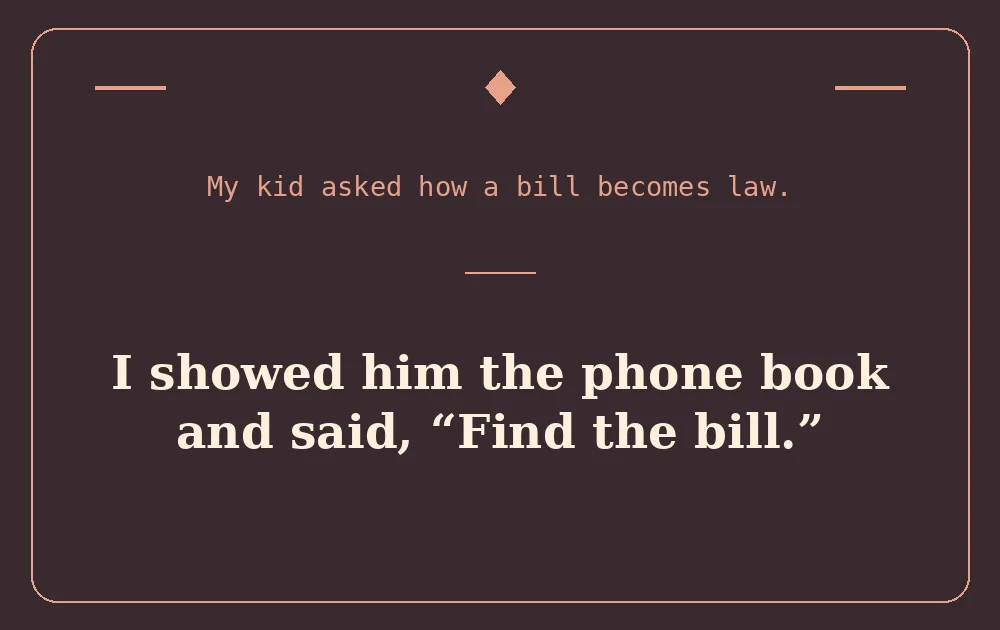 My kid asked how a bill becomes law.
I showed him the phone book
and said, “Find the bill.”